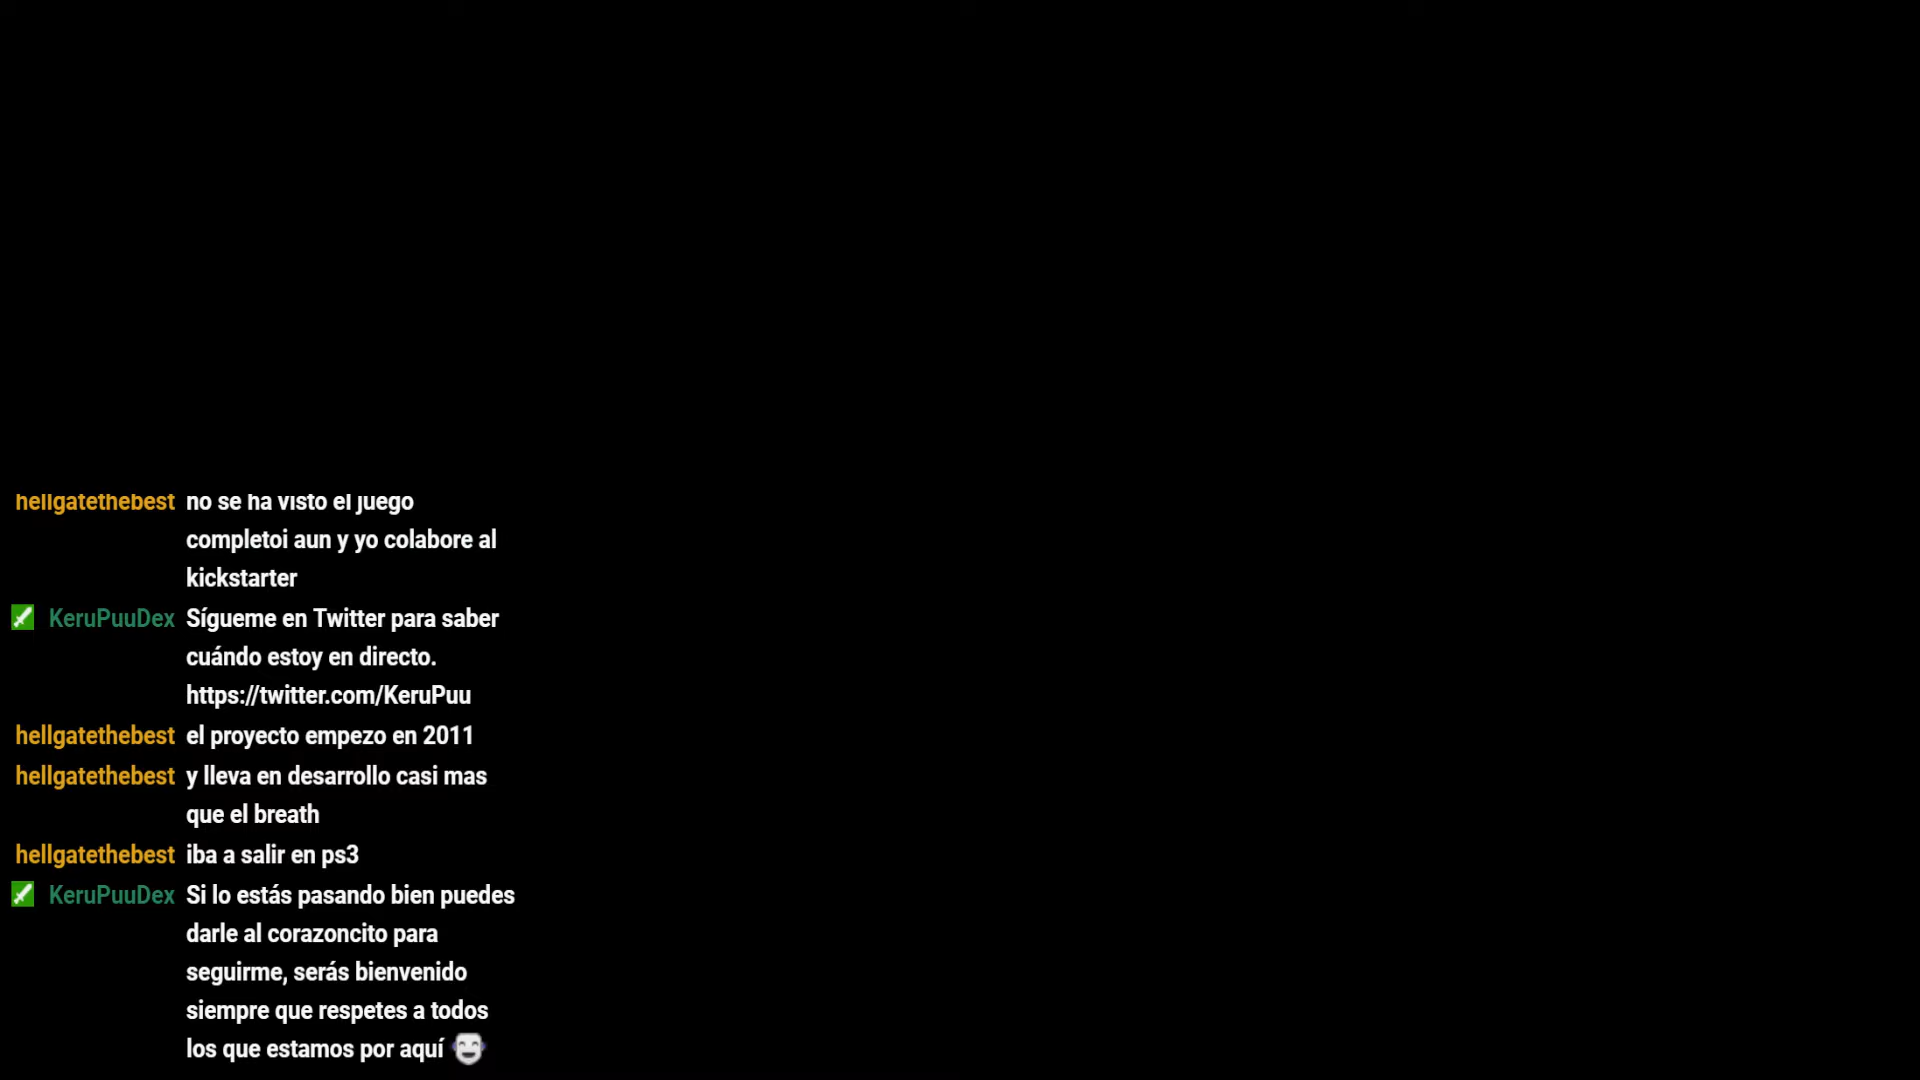 hellgatethebest no se ha visto el juego
completoi aun y yo colabore al
kickstarter
KeruPuuDex Sígueme en Twitter para saber
cuándo estoy en directo.
https://twitter.com/KeruPuu
hellgatethebest el proyecto empezo en 2011
hellgatethebest y lleva en desarrollo casi mas
que el breath
hellgatethebest iba a salir en ps3
KeruPuuDex Si lo estás pasando bien puedes
darle al corazoncito para
seguirme, serás bienvenido
siempre que respetes a todos
los que estamos por aquí